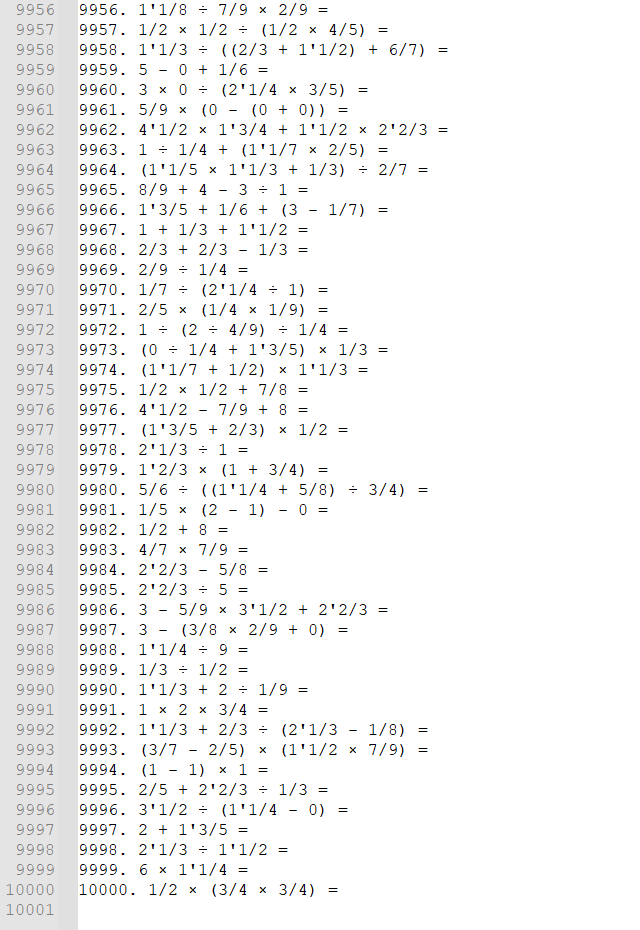 9956 9956. 1'1/8 ÷ 7/9 × 2/9 =
9957 9957. 1/2 × 1/2 ÷ (1/2 × 4/5) =
9958 9958. 1'1/3 ÷ ((2/3 + 1'1/2) + 6/7) =
9959 9959. 5 - 0 + 1/6 =
9960 9960. 3 × 0 ÷ (2'1/4 × 3/5) =
9961 9961. 5/9 × (0 - (0 + 0)) =
9962 9962. 4'1/2 × 1'3/4 + 1'1/2 × 2'2/3 =
9963 9963. 1 ÷ 1/4 + (1'1/7 × 2/5) =
9964 9964. (1'1/5 × 1'1/3 + 1/3) ÷ 2/7 =
9965 9965. 8/9 + 4 - 3 ÷ 1 =
9966 9966. 1'3/5 + 1/6 + (3 - 1/7) =
9967 9967. 1 + 1/3 + 1'1/2 =
9968 9968. 2/3 + 2/3 - 1/3 =
9969 9969. 2/9 ÷ 1/4 =
9970 9970. 1/7 ÷ (2'1/4 ÷ 1) =
9971 9971. 2/5 × (1/4 × 1/9) =
9972 9972. 1 ÷ (2 ÷ 4/9) ÷ 1/4 =
9973 9973. (0 ÷ 1/4 + 1'3/5) × 1/3 =
9974 9974. (1'1/7 + 1/2) × 1'1/3 =
9975 9975. 1/2 × 1/2 + 7/8 =
9976 9976. 4'1/2 - 7/9 + 8 =
9977 9977. (1'3/5 + 2/3) × 1/2 =
9978 9978. 2'1/3 ÷ 1 =
9979 9979. 1'2/3 × (1 + 3/4) =
9980 9980. 5/6 ÷ ((1'1/4 + 5/8) ÷ 3/4) =
9981 9981. 1/5 × (2 - 1) - 0 =
9982 9982. 1/2 + 8 =
9983 9983. 4/7 × 7/9 =
9984 9984. 2'2/3 - 5/8 =
9985 9985. 2'2/3 ÷ 5 =
9986 9986. 3 - 5/9 × 3'1/2 + 2'2/3 =
9987 9987. 3 - (3/8 × 2/9 + 0) =
9988 9988. 1'1/4 ÷ 9 =
9989 9989. 1/3 ÷ 1/2 =
9990 9990. 1'1/3 + 2 ÷ 1/9 =
9991 9991. 1 × 2 × 3/4 =
9992 9992. 1'1/3 + 2/3 ÷ (2'1/3 - 1/8) =
9993 9993. (3/7 - 2/5) × (1'1/2 × 7/9) =
9994 9994. (1 - 1) × 1 =
9995 9995. 2/5 + 2'2/3 ÷ 1/3 =
9996 9996. 3'1/2 ÷ (1'1/4 - 0) =
9997 9997. 2 + 1'3/5 =
9998 9998. 2'1/3 ÷ 1'1/2 =
9999 9999. 6 × 1'1/4 =
10000 10000. 1/2 × (3/4 × 3/4) =
10001